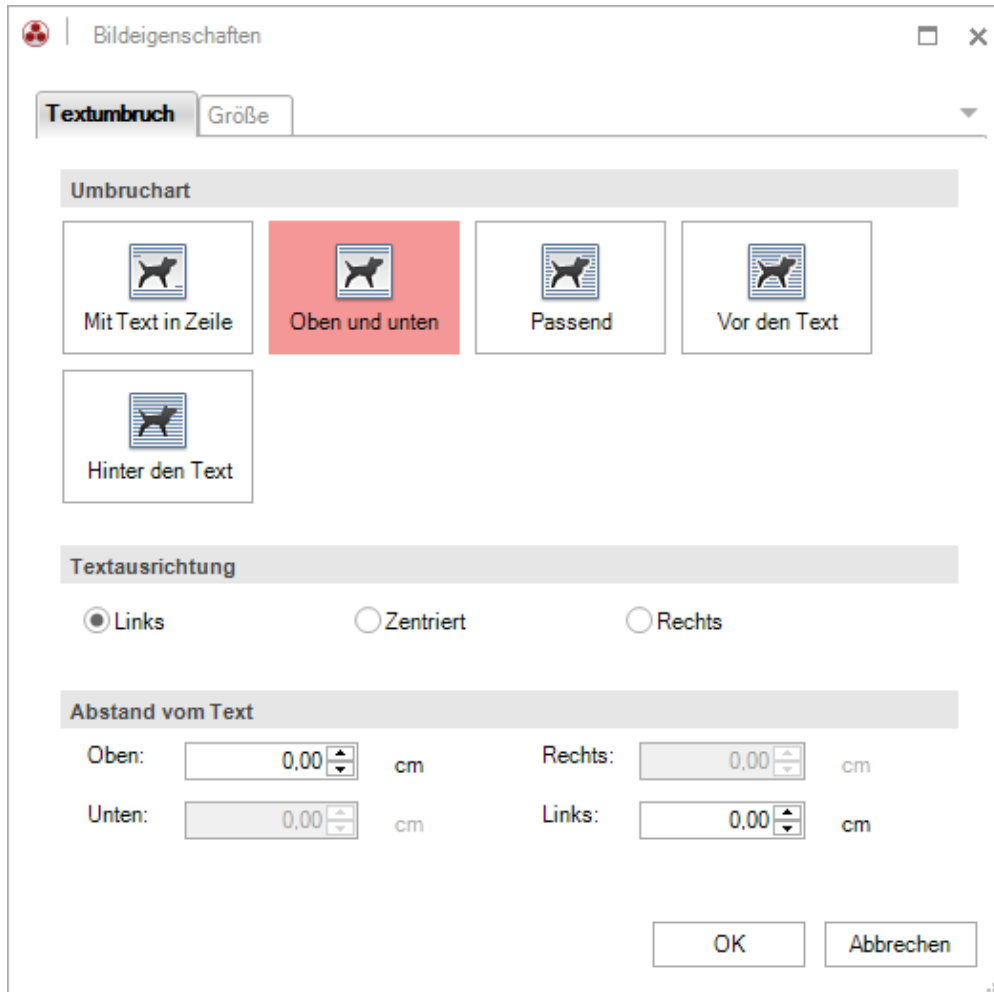 Bildeigenschaften
Textumbruch Größe
Umbruchart
Mit Text in Zeile Oben und unten Passend Vor den Text
Hinter den Text
Textausrichtung
Links Zentriert Rechts
Abstand vom Text
Oben: 0,00 cm Rechts: 0,00 cm
Unten: 0,00 cm Links: 0,00 cm
OK Abbrechen